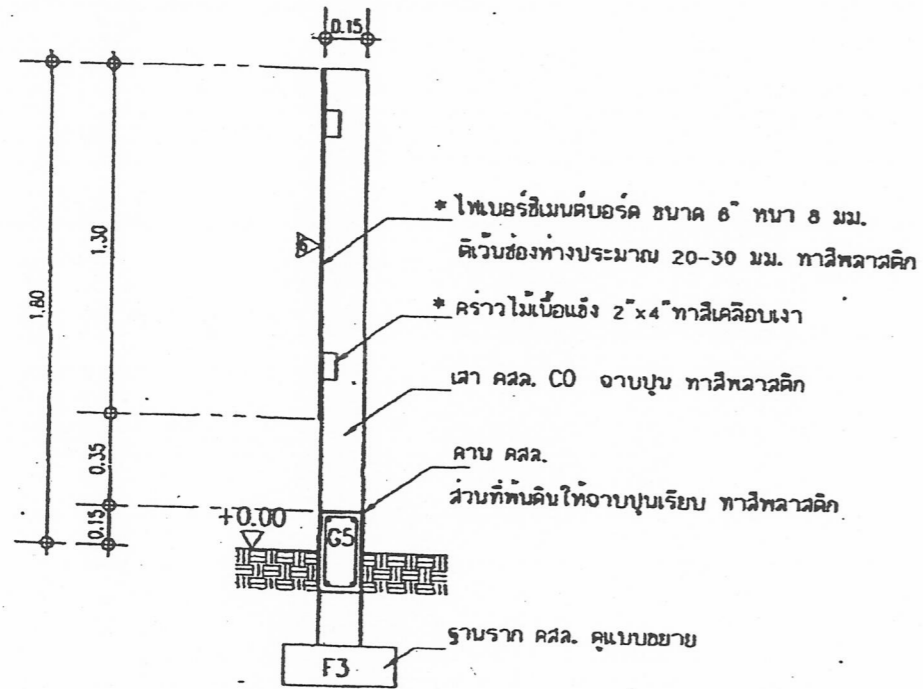 0.15
* ไฟเบอร์ซีเมนต์บอร์ด ขนาด 6" หนา 8 มม.
ตีเว้นช่องห่างประมาณ 20-30 มม. ทาสีพลาสติก
1.30
1.80
* คร่าวไม้เนื้อแข็ง 2"x4" ทาสีเคลือบเงา
เสา คสล. CO ฉาบปูน ทาสีพลาสติก
0.35
คาน คสล.
ส่วนที่พ้นดินให้ฉาบปูนเรียบ ทาสีพลาสติก
0.15
+0.00
G5
ฐานราก คสล. ดูแบบขยาย
F3